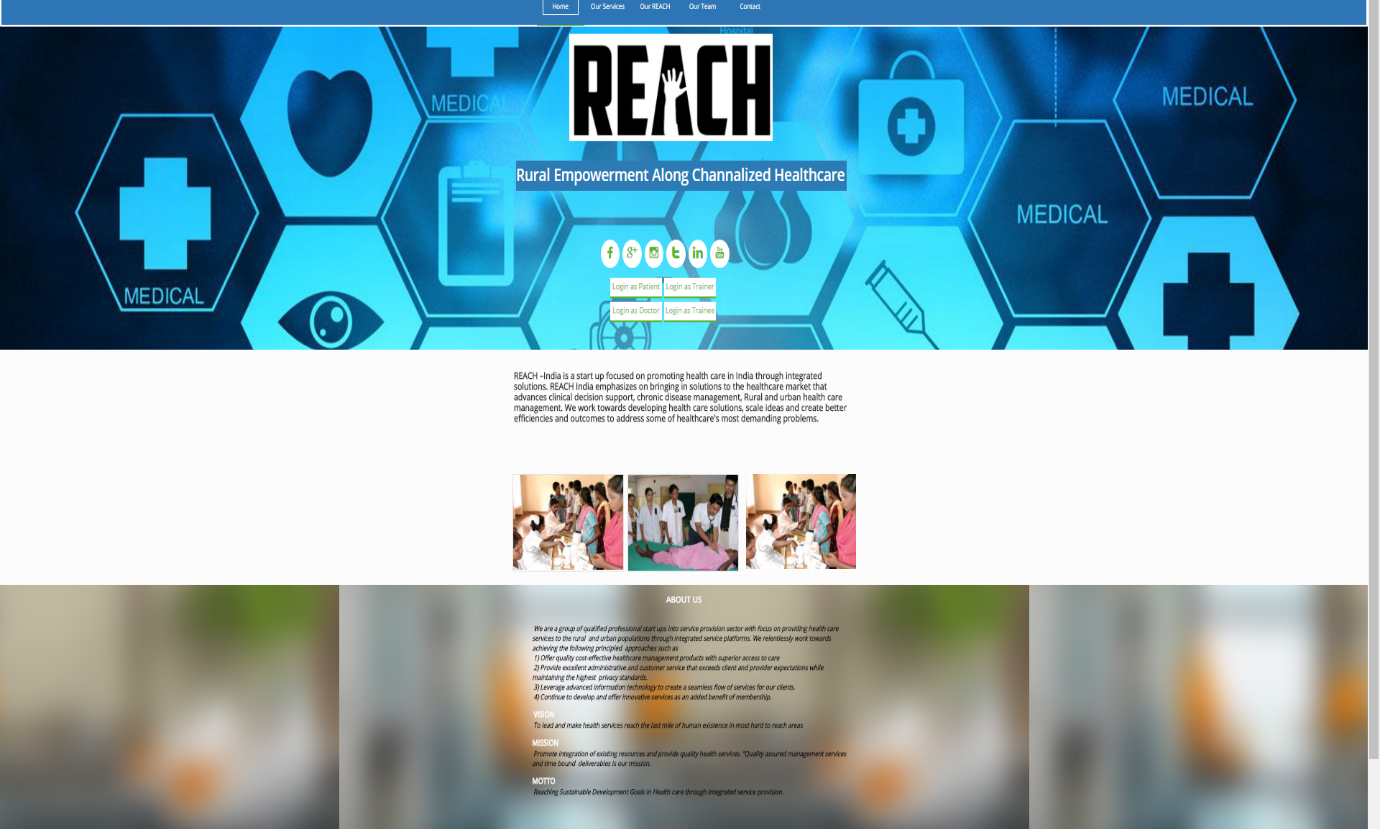 Home Our Services Our REACH Our Team Contact
Hospital
REACH
MEDICAL
MEDICAL
Rural Empowerment Along Channalized Healthcare
MEDICAL
MEDICAL
f g+ t in You
Login as Patient Login as Trainer
Login as Doctor Login as Trainee
REACH –India is a start up focused on promoting health care in India through integrated
solutions. REACH India emphasizes on bringing in solutions to the healthcare market that
advances clinical decision support, chronic disease management, Rural and urban health care
management. We work towards developing health care solutions, scale ideas and create better
efficiencies and outcomes to address some of healthcare's most demanding problems.
ABOUT US
We are a group of qualified professional start ups into service provision sector with focus on providing health care
services to the rural and urban populations through integrated service platforms. We relentlessly work towards
achieving the following principled approaches such as
1) Offer quality cost-effective healthcare management products with superior access to care
2) Provide excellent administrative and customer service that exceeds client and provider expectations while
maintaining the highest privacy standards.
3) Leverage advanced information technology to create a seamless flow of services for our clients.
4) Continue to develop and offer innovative services as an added benefit of membership.
VISION
To lead and make health services reach the last mile of human existence in most hard to reach areas
MISSION
Promote integration of existing resources and provide quality health services. "Quality assured management services
and time bound deliverables is our mission.
MOTTO
Reaching Sustainable Development Goals in Health care through integrated service provision.